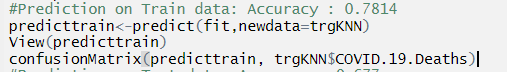 #Prediction on Train data: Accuracy : 0.7814
predicttrain<-predict(fit,newdata=trgKNN)
View(predicttrain)
confusionMatrix(predicttrain, trgKNN$COVID.19.Deaths)